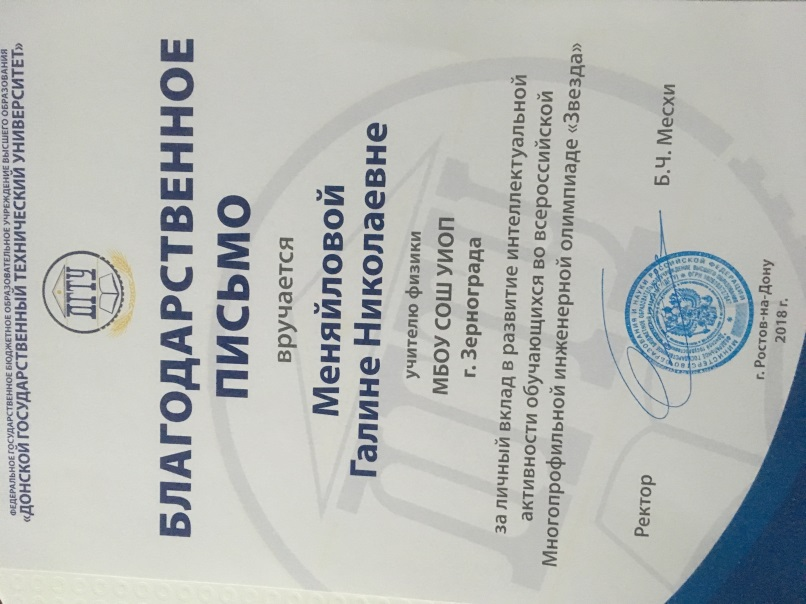 ФЕДЕРАЛЬНОЕ ГОСУДАРСТВЕННОЕ БЮДЖЕТНОЕ ОБРАЗОВАТЕЛЬНОЕ УЧРЕЖДЕНИЕ ВЫСШЕГО ОБРАЗОВАНИЯ
«ДОНСКОЙ ГОСУДАРСТВЕННЫЙ ТЕХНИЧЕСКИЙ УНИВЕРСИТЕТ»
ДГТУ
БЛАГОДАРСТВЕННОЕ
ПИСЬМО
вручается
Меняйловой
Галине Николаевне
учителю физики
МБОУ СОШ УИОП
г. Зернограда
за личный вклад в развитие интеллектуальной
активности обучающихся во всероссийской
Многопрофильной инженерной олимпиаде «Звезда»
Ректор
Б.Ч. Месхи
г. Ростов-на-Дону
2018 г.